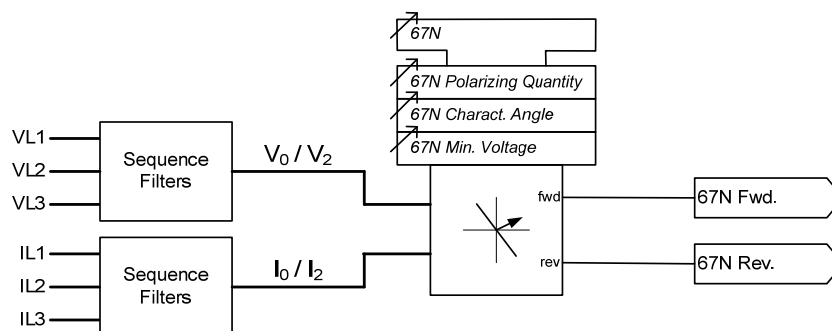 67N
67N Polarizing Quantity
67N Charact. Angle
67N Min. Voltage
VL1
VL2
VL3
Sequence
Filters
V0 / V2
IL1
IL2
IL3
Sequence
Filters
I0 / I2
fwd
rev
67N Fwd.
67N Rev.